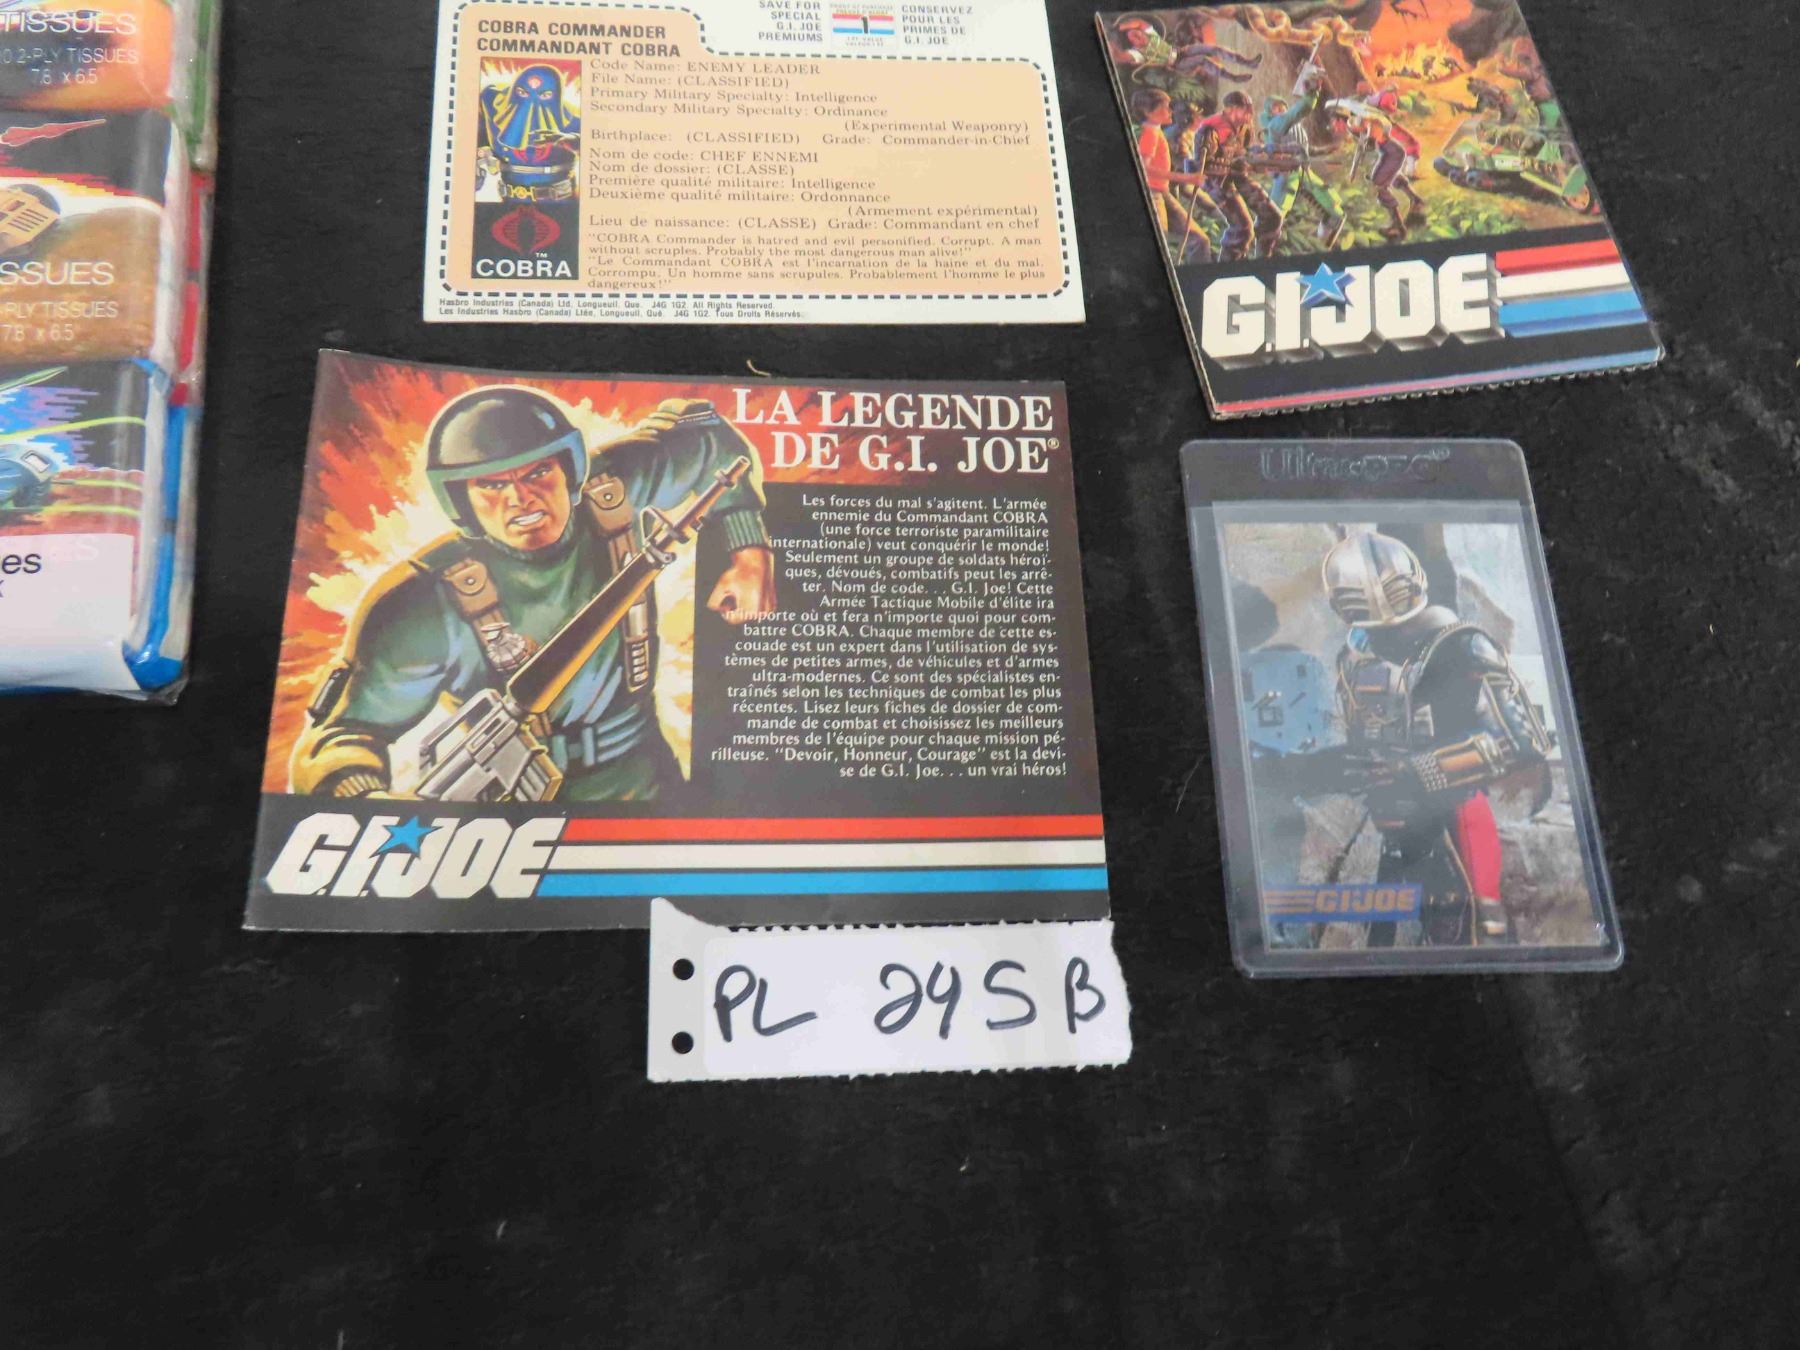 TISSUES
10 2-PLY TISSUES
7.6 x 6.5
SSUES
PLY TISSUES
7.6 x 6.5
es
SAVE FOR
SPECIAL
G.I. JOE
PREMIUMS
1
CONSERVEZ
POUR LES
PRIMES DE
G.I. JOE
COBRA COMMANDER
COMMANDANT COBRA
Code Name: ENEMY LEADER
File Name: (CLASSIFIED)
Primary Military Specialty: Intelligence
Secondary Military Specialty: Ordinance
(Experimental Weaponry)
Birthplace: (CLASSIFIED) Grade: Commander-in-Chief
Nom de code: CHEF ENNEMI
Nom de dossier: (CLASSE)
Première qualité militaire: Intelligence
Deuxième qualité militaire: Ordonnance
(Armement expérimental)
Lieu de naissance: (CLASSE) Grade: Commandant en chef
"COBRA Commander is hatred and evil personified. Corrupt. A man
without scruples. Probably the most dangerous man alive!"
"Le Commandant COBRA est l'incarnation de la haine et du mal.
Corrompu. Un homme sans scrupules. Probablement l'homme le plus
dangereux!"
COBRA™
Hasbro Industries (Canada) Ltd. Longueuil, Que. J4G 1G2. All Rights Reserved.
Les Industries Hasbro (Canada) Ltée, Longueuil, Qué. J4G 1G2. Tous Droits Réservés.
G.I.JOE
LA LEGENDE
DE G.I. JOE®
Les forces du mal s'agitent. L'armée
ennemie du Commandant COBRA
(une force terroriste paramilitaire
internationale) veut conquérir le monde!
Seulement un groupe de soldats héroï-
ques, dévoués, combatifs peut les arrê-
ter. Nom de code. . . G.I. Joe! Cette
Armée Tactique Mobile d'élite ira
n'importe où et fera n'importe quoi pour com-
battre COBRA. Chaque membre de cette es-
couade est un expert dans l'utilisation de sys-
tèmes de petites armes, de véhicules et d'armes
ultra-modernes. Ce sont des spécialistes en-
traînés selon les techniques de combat les plus
récentes. Lisez leurs fiches de dossier de com-
mande de combat et choisissez les meilleurs
membres de l'équipe pour chaque mission pé-
rilleuse. "Devoir, Honneur, Courage" est la devi-
se de G.I. Joe. . . un vrai héros!
G.I.JOE
Ultra•PRO®
GIJOE
PL 245 B